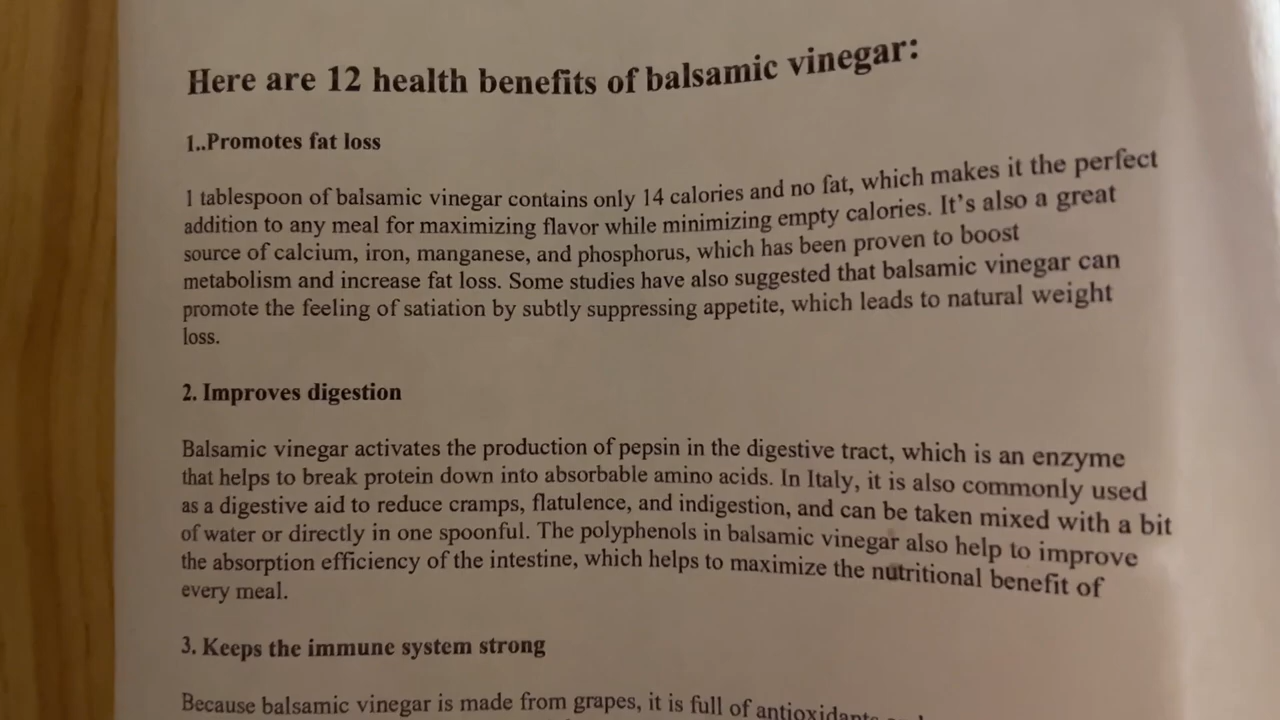 Here are 12 health benefits of balsamic vinegar:
1..Promotes fat loss
1 tablespoon of balsamic vinegar contains only 14 calories and no fat, which makes it the perfect
addition to any meal for maximizing flavor while minimizing empty calories. It's also a great
source of calcium, iron, manganese, and phosphorus, which has been proven to boost
metabolism and increase fat loss. Some studies have also suggested that balsamic vinegar can
promote the feeling of satiation by subtly suppressing appetite, which leads to natural weight
loss.
2. Improves digestion
Balsamic vinegar activates the production of pepsin in the digestive tract, which is an enzyme
that helps to break protein down into absorbable amino acids. In Italy, it is also commonly used
as a digestive aid to reduce cramps, flatulence, and indigestion, and can be taken mixed with a bit
of water or directly in one spoonful. The polyphenols in balsamic vinegar also help to improve
the absorption efficiency of the intestine, which helps to maximize the nutritional benefit of
every meal.
3. Keeps the immune system strong
Because balsamic vinegar is made from grapes, it is full of antioxidants